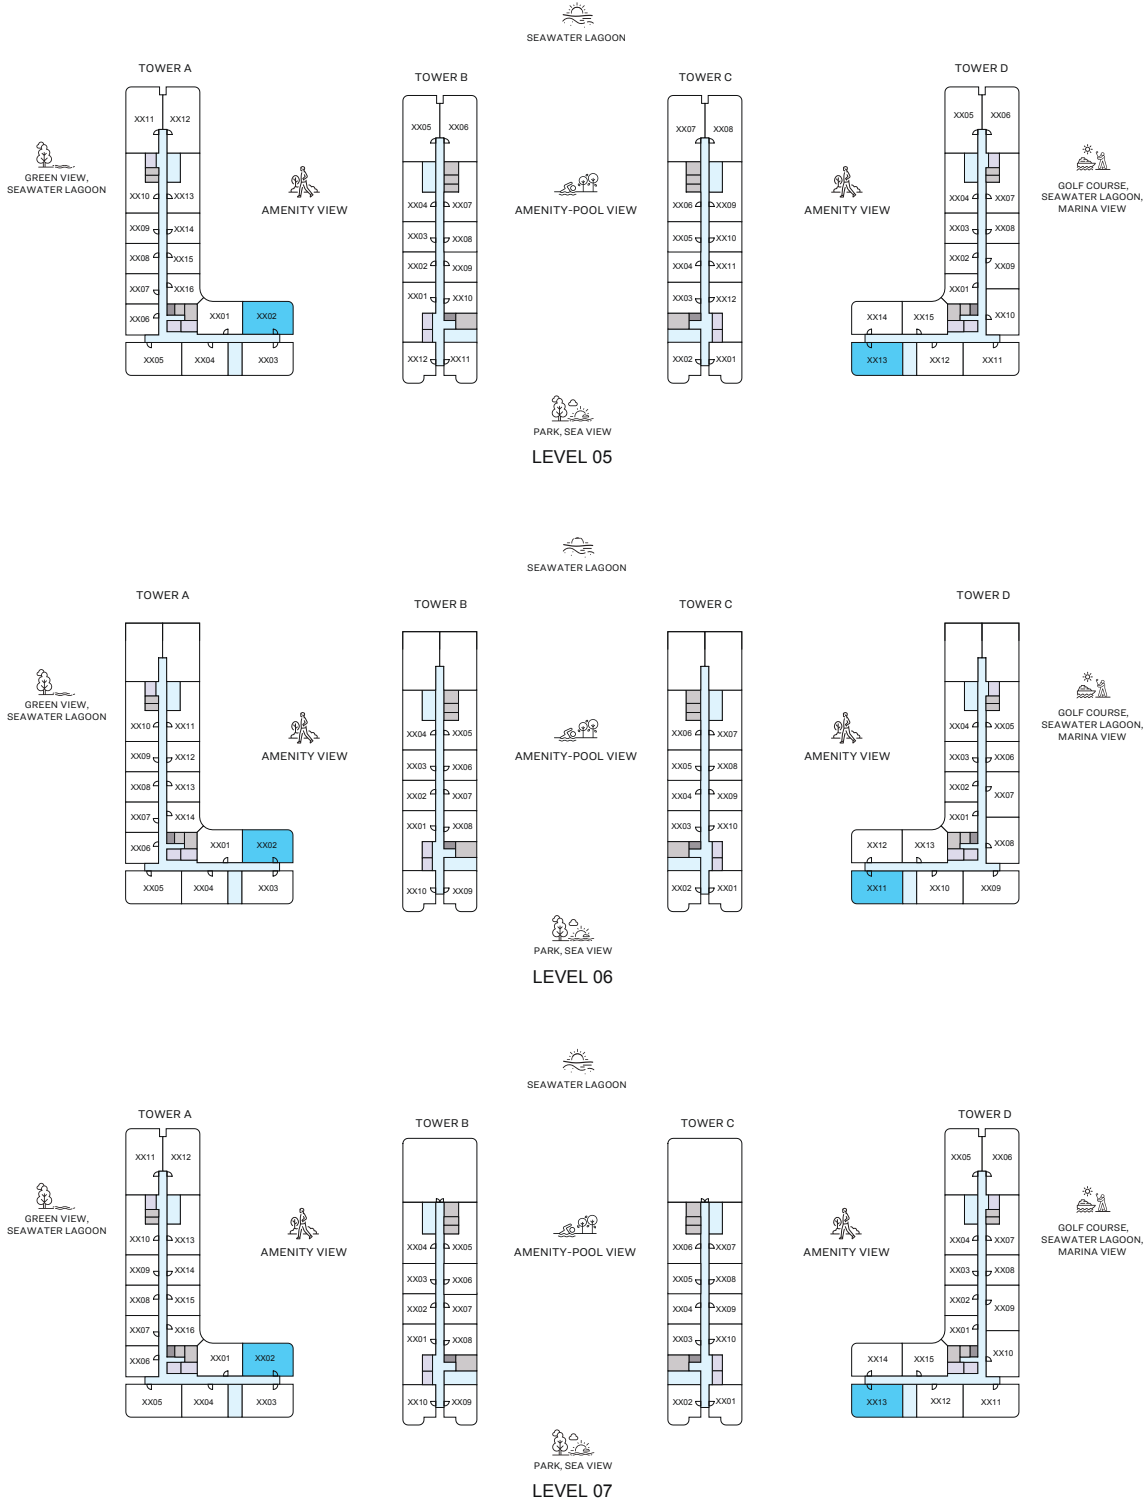 SEAWATER LAGOON
TOWER A
TOWER B
TOWER C
TOWER D
XX11 XX12
XX05 XX06
XX07 XX08
XX05 XX06
GREEN VIEW,
SEAWATER LAGOON
AMENITY VIEW
AMENITY-POOL VIEW
AMENITY VIEW
GOLF COURSE,
SEAWATER LAGOON,
MARINA VIEW
XX10 XX13
XX04 XX07
XX06 XX09
XX04 XX07
XX09 XX14
XX03 XX08
XX05 XX10
XX03 XX08
XX08 XX15
XX02 XX09
XX04 XX11
XX02 XX09
XX07 XX16
XX01 XX10
XX03 XX12
XX01
XX06 XX01 XX02
XX14 XX15 XX10
XX05 XX04 XX03
XX12 XX11
XX02 XX01
XX13 XX12 XX11
PARK, SEA VIEW
LEVEL 05
SEAWATER LAGOON
TOWER A
TOWER B
TOWER C
TOWER D
GREEN VIEW,
SEAWATER LAGOON
AMENITY VIEW
AMENITY-POOL VIEW
AMENITY VIEW
GOLF COURSE,
SEAWATER LAGOON,
MARINA VIEW
XX10 XX11
XX04 XX05
XX06 XX07
XX04 XX05
XX09 XX12
XX03 XX06
XX05 XX08
XX03 XX06
XX08 XX13
XX02 XX07
XX04 XX09
XX02 XX07
XX07 XX14
XX01 XX08
XX03 XX10
XX01
XX06 XX01 XX02
XX12 XX13 XX08
XX05 XX04 XX03
XX10 XX09
XX02 XX01
XX11 XX10 XX09
PARK, SEA VIEW
LEVEL 06
SEAWATER LAGOON
TOWER A
TOWER B
TOWER C
TOWER D
XX11 XX12
XX05 XX06
GREEN VIEW,
SEAWATER LAGOON
AMENITY VIEW
AMENITY-POOL VIEW
AMENITY VIEW
GOLF COURSE,
SEAWATER LAGOON,
MARINA VIEW
XX10 XX13
XX04 XX05
XX06 XX07
XX04 XX07
XX09 XX14
XX03 XX06
XX05 XX08
XX03 XX08
XX08 XX15
XX02 XX07
XX04 XX09
XX02 XX09
XX07 XX16
XX01 XX08
XX03 XX10
XX01
XX06 XX01 XX02
XX14 XX15 XX10
XX05 XX04 XX03
XX10 XX09
XX02 XX01
XX13 XX12 XX11
PARK, SEA VIEW
LEVEL 07